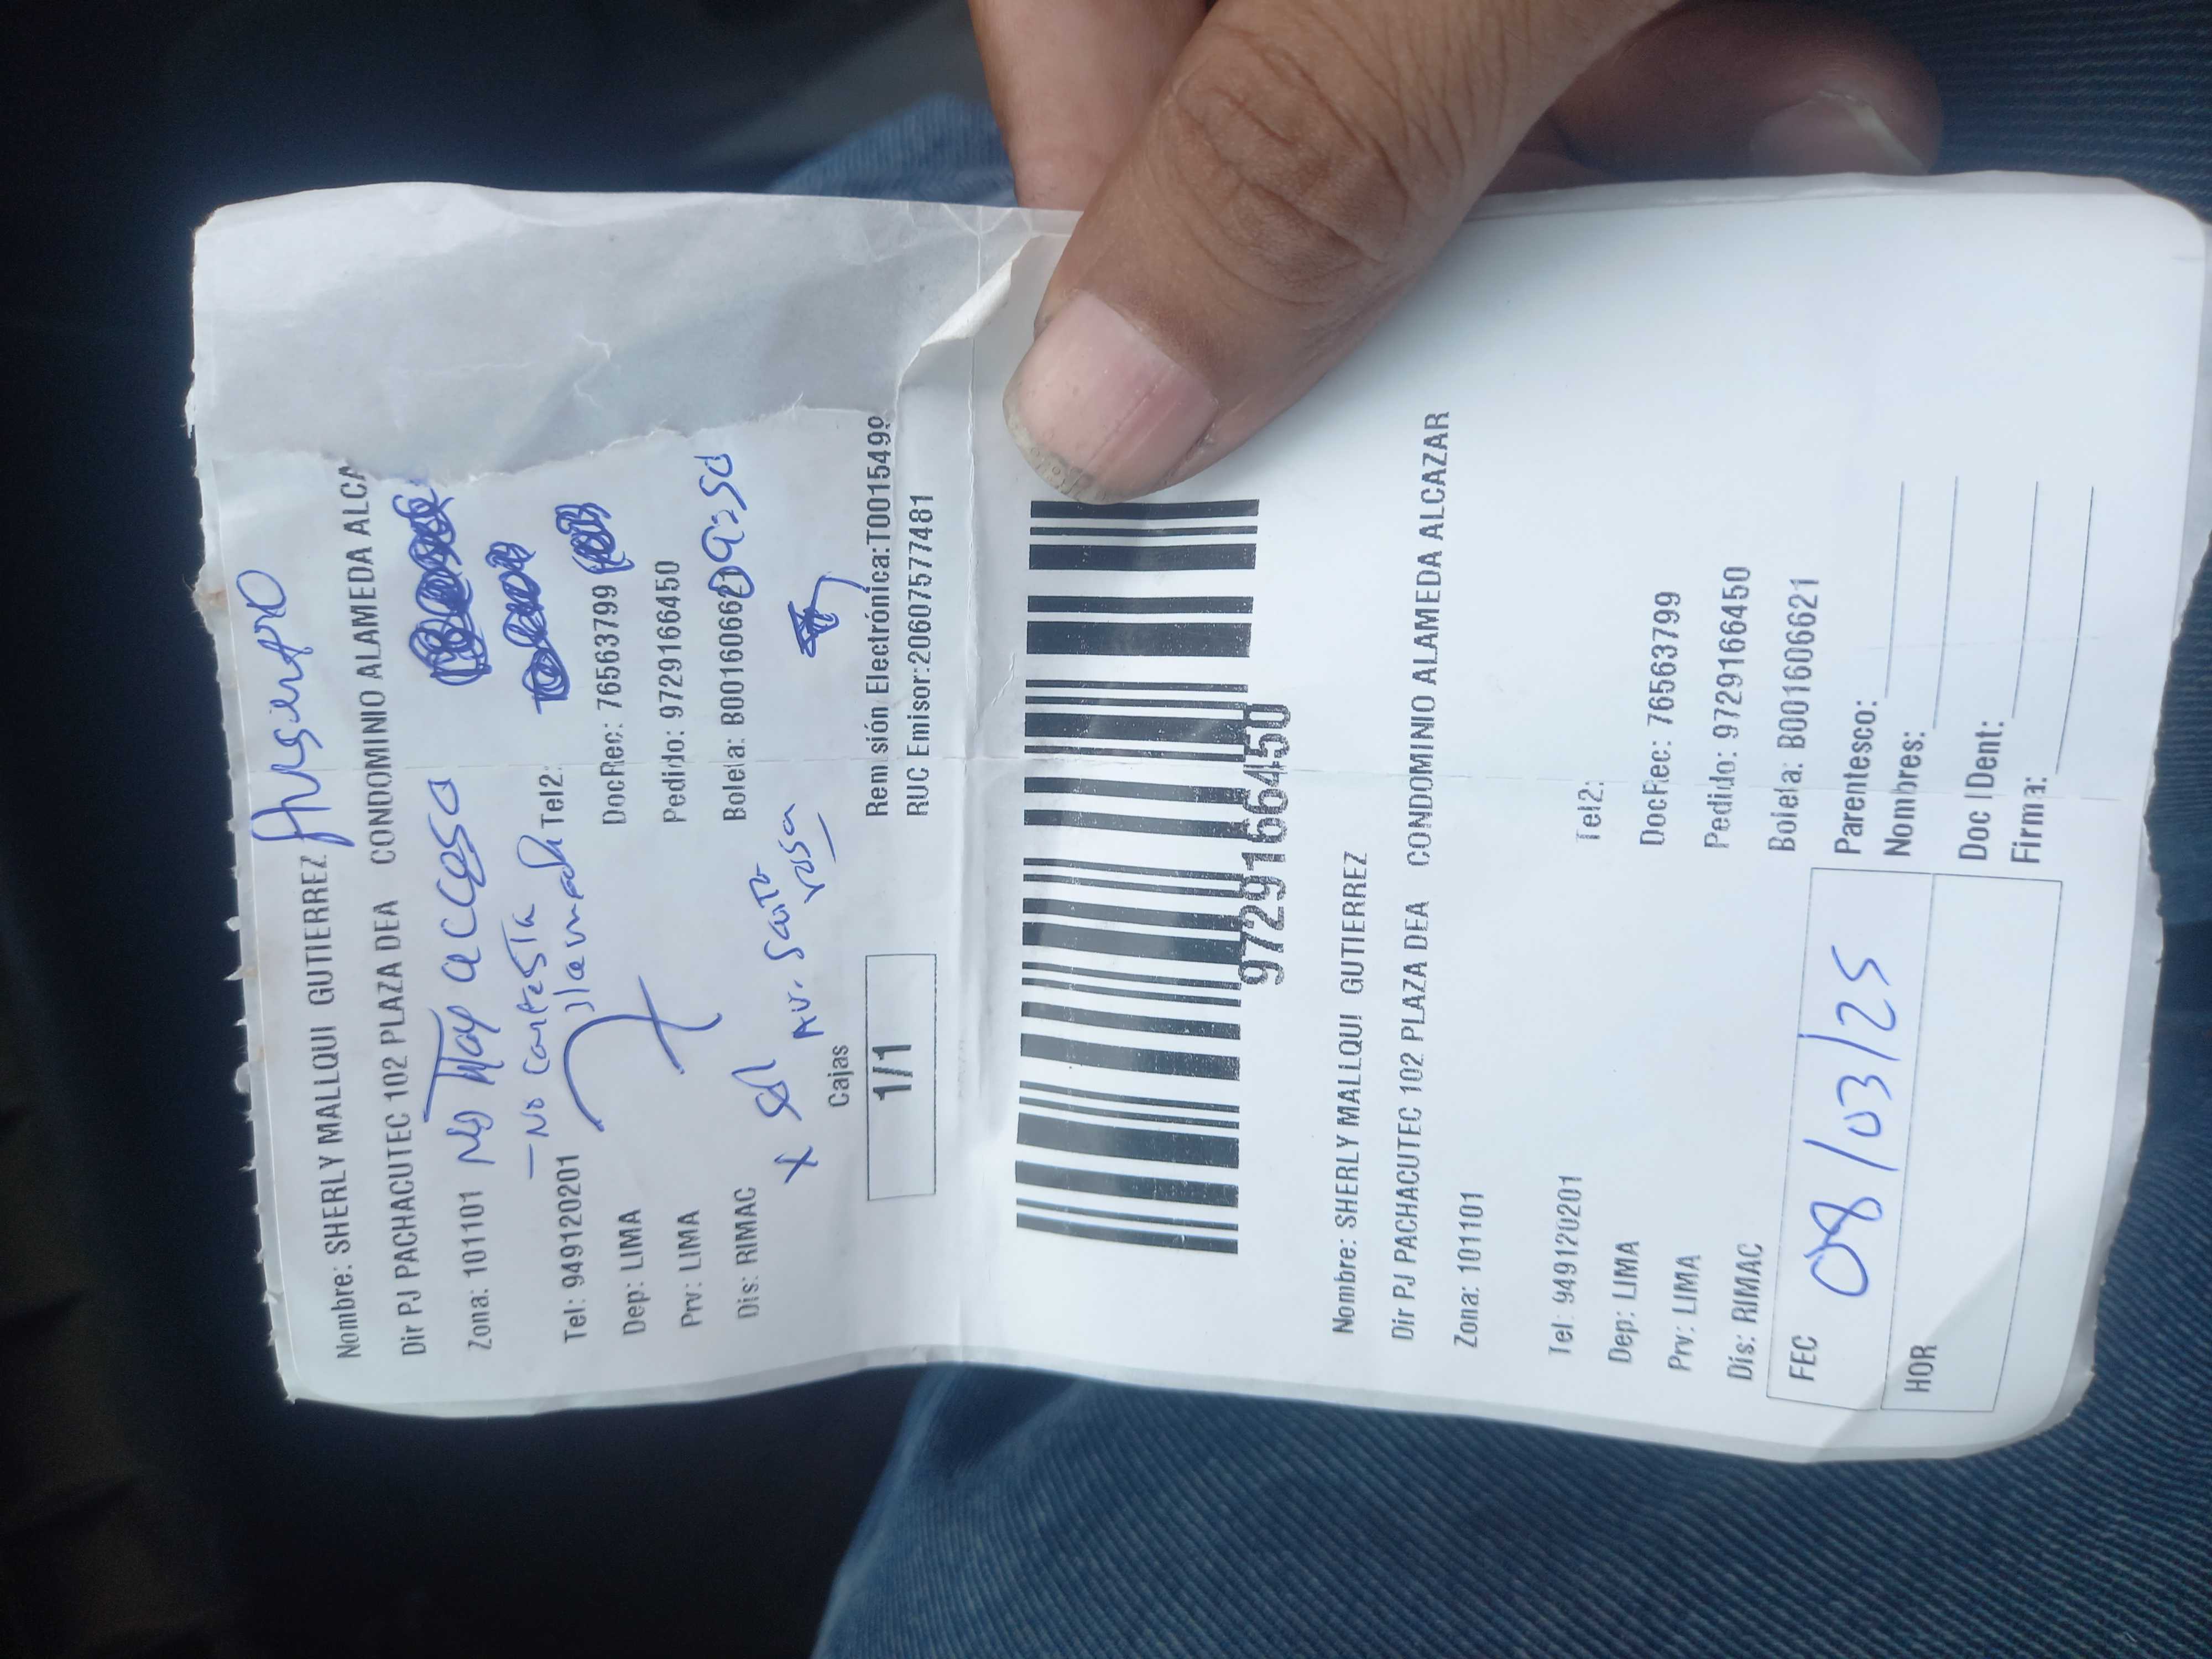 Ausento
Nombre: SHERLY MALLQUI GUTIERREZ
Dir PJ PACHACUTEC 102 PLAZA DEA CONDOMINIO ALAMEDA ALCA
Zona: 101101 No Hay acceso
- No contesta
llamada
Tel: 949120201 Tel2:
Dep: LIMA DocRec: 76563799
Prv: LIMA Pedido: 9729166450
Dis: RIMAC Boleta: B001606621
x Av. Santa
rosa
Cajas
1/1
Remisión Electrónica:T0015499
RUC Emisor:20607577481
9729166450
Nombre: SHERLY MALLQUI GUTIERREZ
Dir PJ PACHACUTEC 102 PLAZA DEA CONDOMINIO ALAMEDA ALCAZAR
Zona: 101101
Tel: 949120201 Tel2:
Dep: LIMA DocRec: 76563799
Prv: LIMA Pedido: 9729166450
Dis: RIMAC Boleta: B001606621
FEC 08/03/25 Parentesco:
Nombres:
HOR Doc IDent:
Firma: